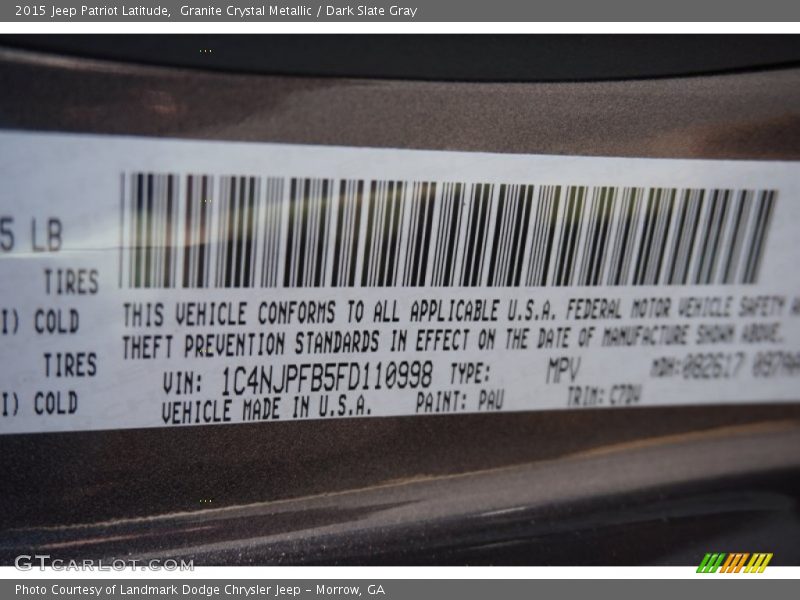 2015 Jeep Patriot Latitude,  Granite Crystal Metallic / Dark Slate Gray
5 LB
TIRES
I) COLD
TIRES
I) COLD
THIS VEHICLE CONFORMS TO ALL APPLICABLE U.S.A. FEDERAL MOTOR VEHICLE SAFETY
THEFT PREVENTION STANDARDS IN EFFECT ON THE DATE OF MANUFACTURE SHOWN ABOVE.
VIN: 1C4NJPFB5FD110998 TYPE: MPV MDH:082617
VEHICLE MADE IN U.S.A. PAINT: PAU TRIM: C7DV
GTCARLOT.COM
Photo Courtesy of Landmark Dodge Chrysler Jeep - Morrow, GA